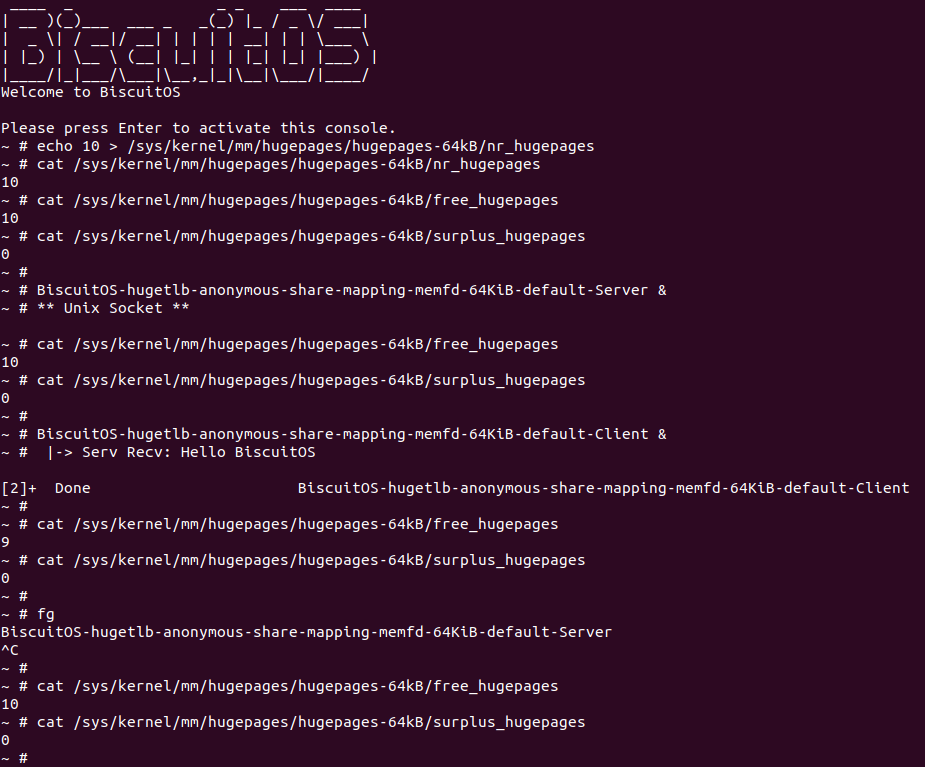 ____  _                _ _    ___  ____
| __ )(_)___  ___ _   _(_) |_ / _ \/ ___|
|  _ \| / __|/ __| | | | | __| | | \___ \
| |_) | \__ \ (__| |_| | | |_| |_| |___) |
|____/|_|___/\___|\__,_|_|\__|\___/|____/
Welcome to BiscuitOS
Please press Enter to activate this console.
~ # echo 10 > /sys/kernel/mm/hugepages/hugepages-64kB/nr_hugepages
~ # cat /sys/kernel/mm/hugepages/hugepages-64kB/nr_hugepages
10
~ # cat /sys/kernel/mm/hugepages/hugepages-64kB/free_hugepages
10
~ # cat /sys/kernel/mm/hugepages/hugepages-64kB/surplus_hugepages
0
~ #
~ # BiscuitOS-hugetlb-anonymous-share-mapping-memfd-64KiB-default-Server &
~ # ** Unix Socket **
~ # cat /sys/kernel/mm/hugepages/hugepages-64kB/free_hugepages
10
~ # cat /sys/kernel/mm/hugepages/hugepages-64kB/surplus_hugepages
0
~ #
~ # BiscuitOS-hugetlb-anonymous-share-mapping-memfd-64KiB-default-Client &
~ #  |-> Serv Recv: Hello BiscuitOS
[2]+  Done                       BiscuitOS-hugetlb-anonymous-share-mapping-memfd-64KiB-default-Client
~ #
~ # cat /sys/kernel/mm/hugepages/hugepages-64kB/free_hugepages
9
~ # cat /sys/kernel/mm/hugepages/hugepages-64kB/surplus_hugepages
0
~ #
~ # fg
BiscuitOS-hugetlb-anonymous-share-mapping-memfd-64KiB-default-Server
^C
~ #
~ # cat /sys/kernel/mm/hugepages/hugepages-64kB/free_hugepages
10
~ # cat /sys/kernel/mm/hugepages/hugepages-64kB/surplus_hugepages
0
~ #